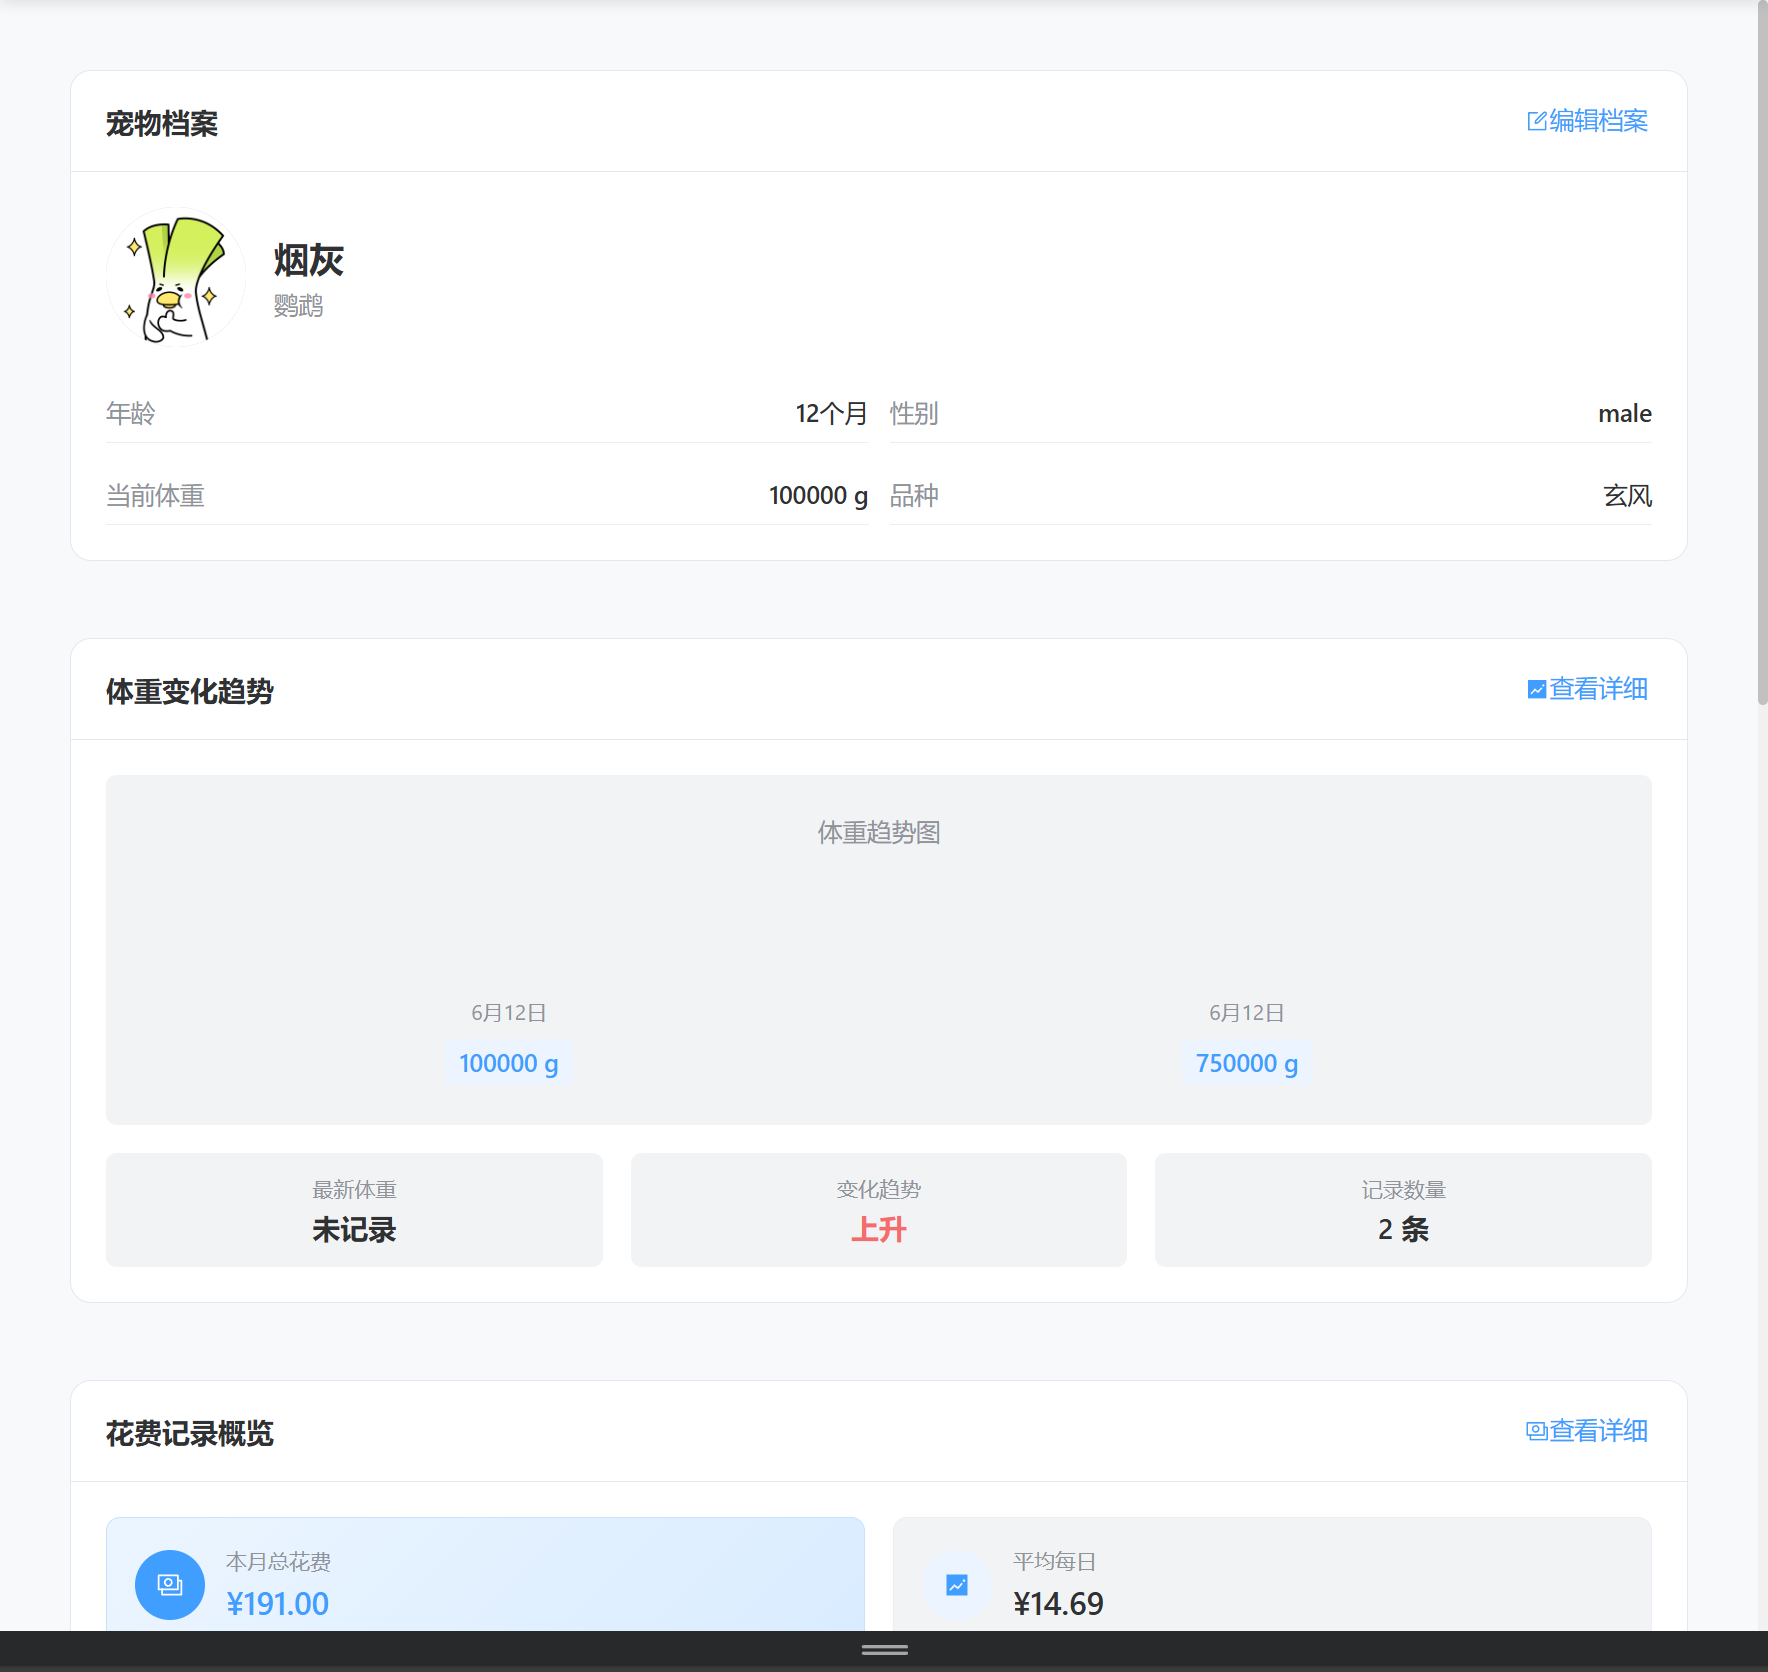 宠物档案
编辑档案
烟灰
鹦鹉
年龄
12个月
性别
male
当前体重
100000 g
品种
玄风
体重变化趋势
查看详细
体重趋势图
6月12日
6月12日
100000 g
750000 g
最新体重
变化趋势
记录数量
未记录
上升
2 条
花费记录概览
查看详细
本月总花费
¥191.00
平均每日
¥14.69